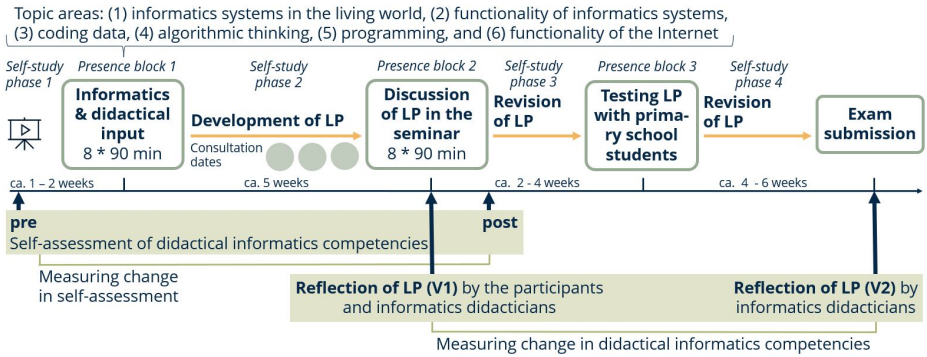 Topic areas: (1) informatics systems in the living world, (2) functionality of informatics systems,
(3) coding data, (4) algorithmic thinking, (5) programming, and (6) functionality of the Internet
Self-study
phase 1
Presence block 1
Informatics
& didactical
input
8 * 90 min
Self-study
phase 2
Development of LP
Consultation
dates
Presence block 2
Discussion
of LP in the
seminar
8 * 90 min
Self-study
phase 3
Revision
of LP
Presence block 3
Testing LP
with prima-
ry school
students
Self-study
phase 4
Revision
of LP
Exam
submission
ca. 1 – 2 weeks
ca. 5 weeks
ca. 2 - 4 weeks
ca. 4 - 6 weeks
pre
post
Self-assessment of didactical informatics competencies
Measuring change
in self-assessment
Reflection of LP (V1) by the participants
and informatics didacticians
Reflection of LP (V2) by
informatics didacticians
Measuring change in didactical informatics competencies